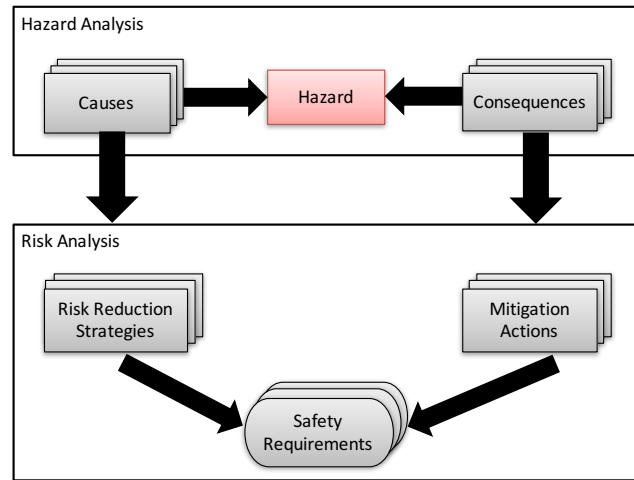 Hazard Analysis
Causes
Hazard
Consequences
Risk Analysis
Risk Reduction
Strategies
Mitigation
Actions
Safety
Requirements